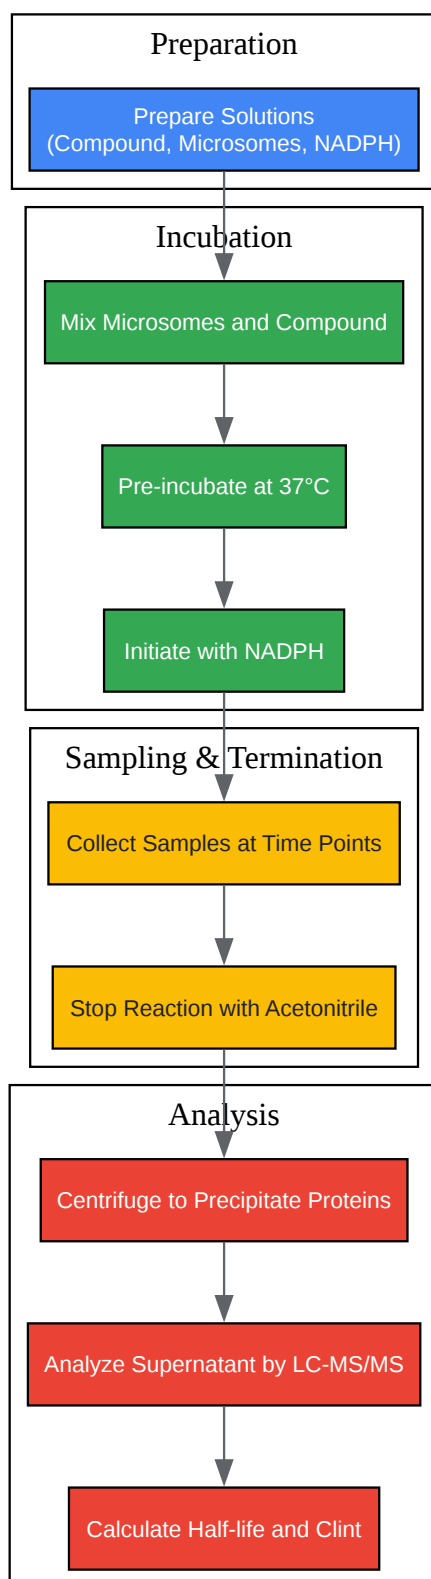 Preparation
Prepare Solutions
(Compound, Microsomes, NADPH)
Incubation
Mix Microsomes and Compound
Pre-incubate at 37°C
Initiate with NADPH
Sampling & Termination
Collect Samples at Time Points
Stop Reaction with Acetonitrile
Analysis
Centrifuge to Precipitate Proteins
Analyze Supernatant by LC-MS/MS
Calculate Half-life and Clint